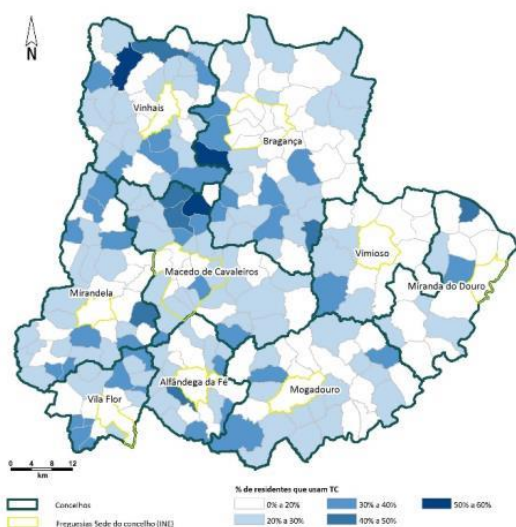 N
Vinhais
Bragança
Vimioso
Macedo de Cavaleiros
Miranda do Douro
Mirandela
Alfândega da Fé
Mogadouro
Vila Flor
0 4 8 12
km
% de residentes que usam TC
Concelhos
0% a 20%
30% a 40%
50% a 60%
Freguesias Sede do concelho (INE)
20% a 30%
40% a 50%